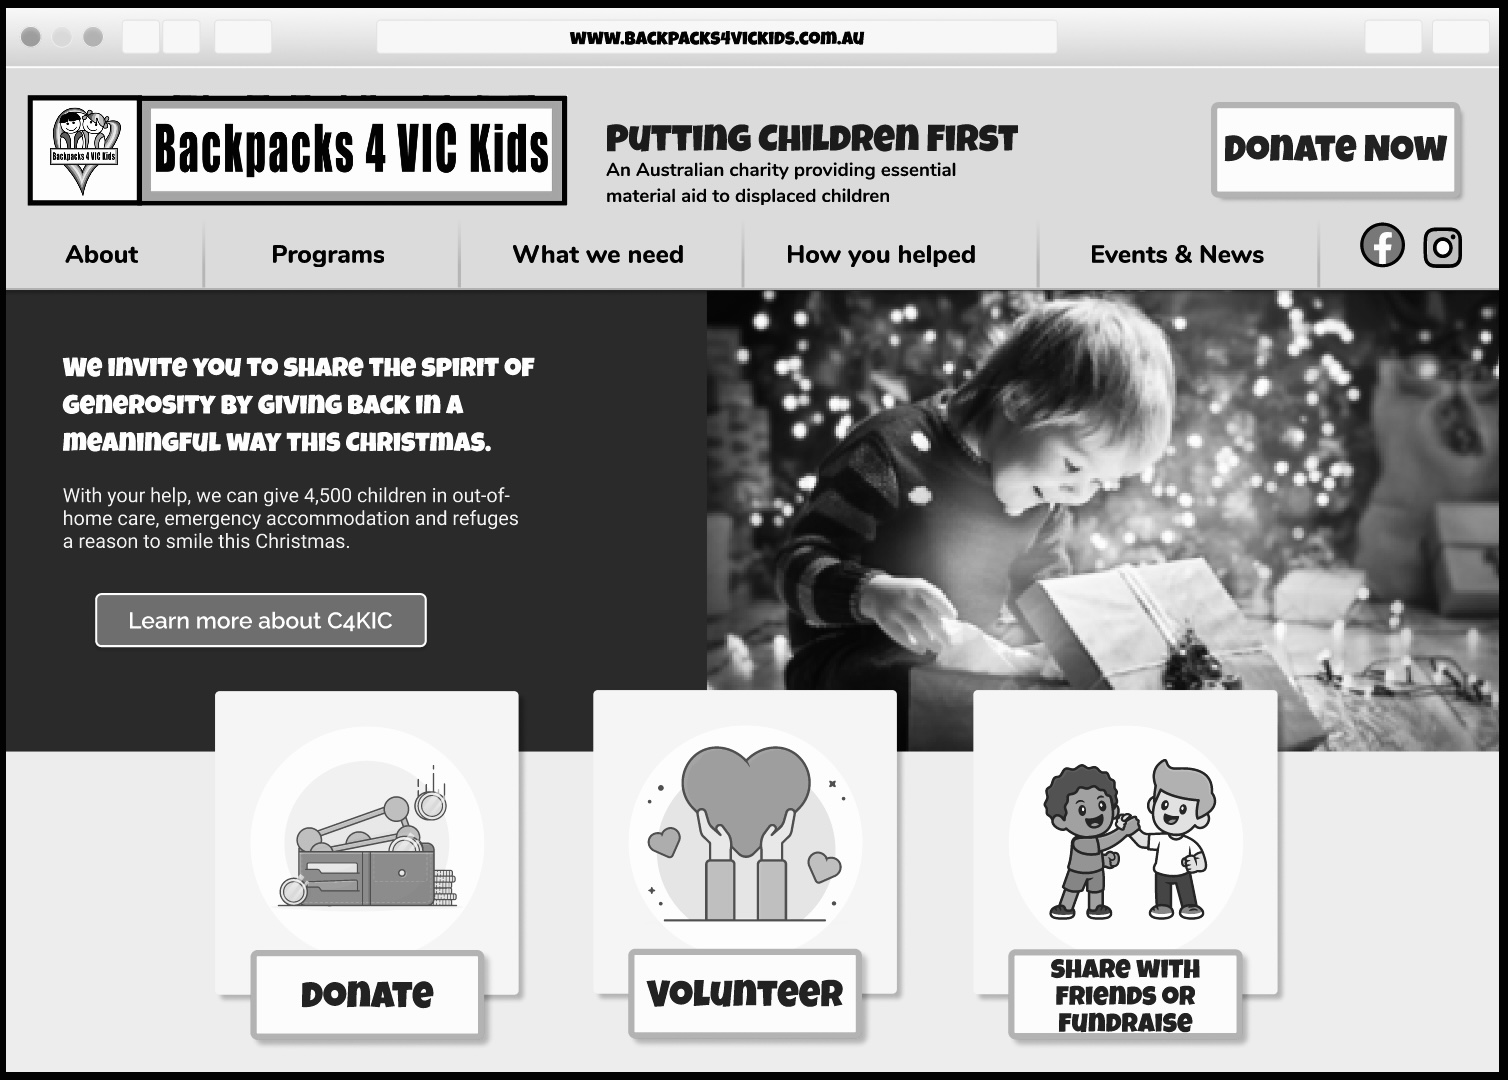 www.backpacks4vickids.com.au
Backpacks 4 VIC Kids
Backpacks 4 VIC Kids
Putting Children First
An Australian charity providing essential
material aid to displaced children
Donate Now
About
Programs
What we need
How you helped
Events & News
We invite you to share the spirit of
generosity by giving back in a
meaningful way this Christmas.
With your help, we can give 4,500 children in out-of-
home care, emergency accommodation and refuges
a reason to smile this Christmas.
Learn more about C4KIC
Donate
Volunteer
Share with
friends or
fundraise